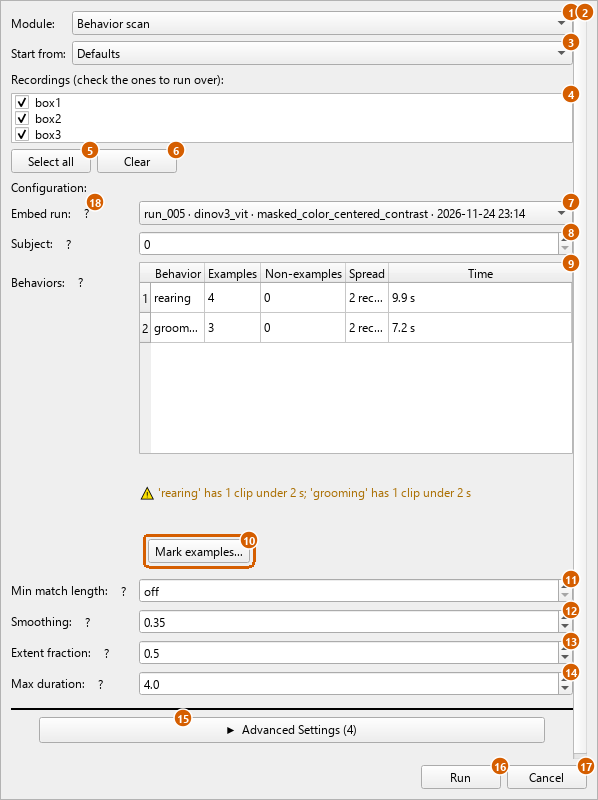 Module: Behavior scan 1 2
Start from: Defaults 3
Recordings (check the ones to run over):
4
box1
box2
box3
Select all 5 Clear 6
Configuration:
18
Embed run: ? run_005 · dinov3_vit · masked_color_centered_contrast · 2026-11-24 23:14 7
Subject: ? 0 8
Behaviors: ? 9
Behavior Examples Non-examples Spread Time
1 rearing 4 0 2 rec... 9.9 s
2 groom... 3 0 2 rec... 7.2 s
'rearing' has 1 clip under 2 s; 'grooming' has 1 clip under 2 s
Mark examples... 10
Min match length: ? off 11
Smoothing: ? 0.35 12
Extent fraction: ? 0.5 13
Max duration: ? 4.0 14
15
► Advanced Settings (4)
Run 16 Cancel 17